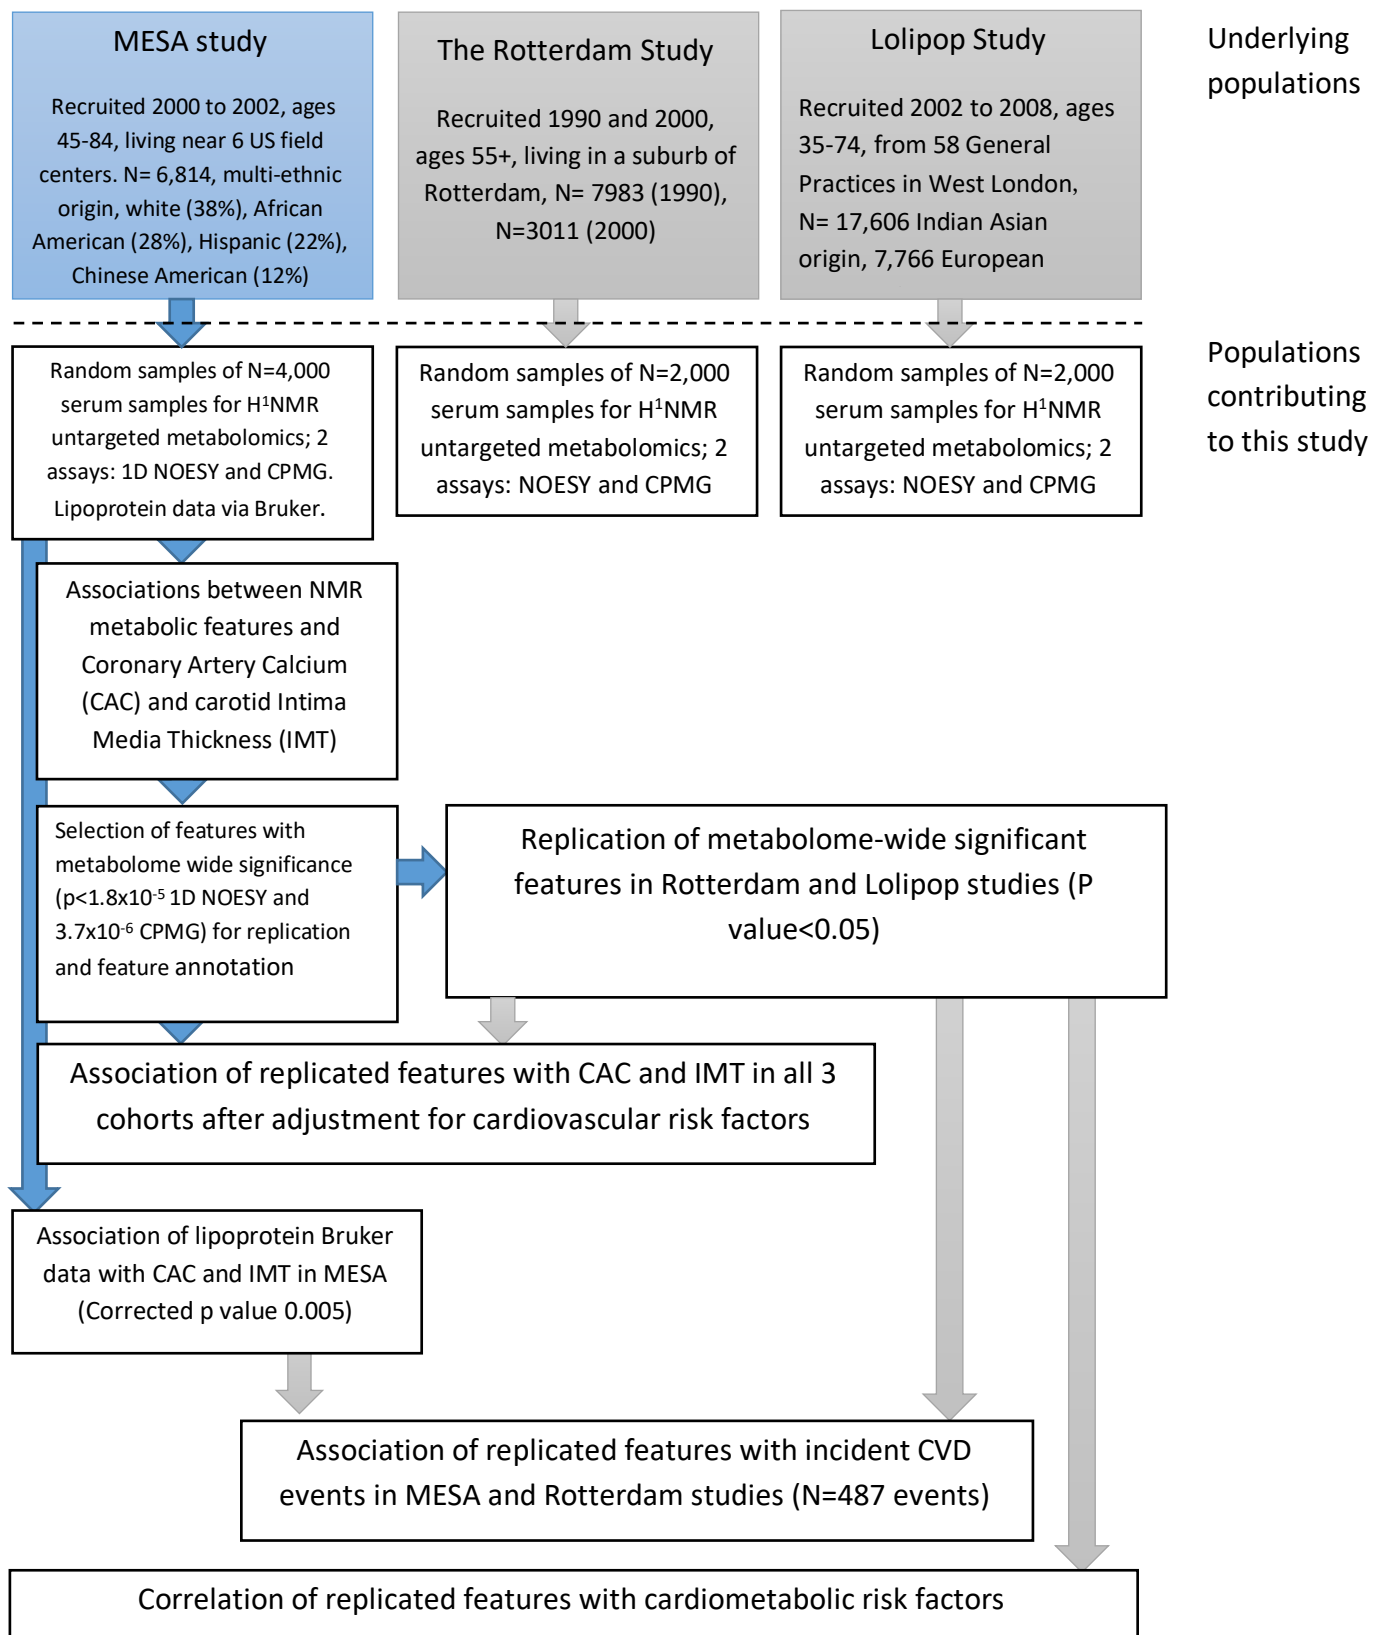 MESA study
Recruited 2000 to 2002, ages
45-84, living near 6 US field
centers. N= 6,814, multi-ethnic
origin, white (38%), African
American (28%), Hispanic (22%),
Chinese American (12%)
The Rotterdam Study
Recruited 1990 and 2000,
ages 55+, living in a suburb of
Rotterdam, N= 7983 (1990),
N=3011 (2000)
Lolipop Study
Recruited 2002 to 2008, ages
35-74, from 58 General
Practices in West London,
N= 17,606 Indian Asian
origin, 7,766 European
Underlying
populations
Random samples of N=4,000
serum samples for H¹NMR
untargeted metabolomics; 2
assays: 1D NOESY and CPMG.
Lipoprotein data via Bruker.
Random samples of N=2,000
serum samples for H¹NMR
untargeted metabolomics; 2
assays: NOESY and CPMG
Random samples of N=2,000
serum samples for H¹NMR
untargeted metabolomics; 2
assays: NOESY and CPMG
Populations
contributing
to this study
Associations between NMR
metabolic features and
Coronary Artery Calcium
(CAC) and carotid Intima
Media Thickness (IMT)
Selection of features with
metabolome wide significance
(p<1.8x10⁻⁵ 1D NOESY and
3.7x10⁻⁶ CPMG) for replication
and feature annotation
Replication of metabolome-wide significant
features in Rotterdam and Lolipop studies (P
value<0.05)
Association of replicated features with CAC and IMT in all 3
cohorts after adjustment for cardiovascular risk factors
Association of lipoprotein Bruker
data with CAC and IMT in MESA
(Corrected p value 0.005)
Association of replicated features with incident CVD
events in MESA and Rotterdam studies (N=487 events)
Correlation of replicated features with cardiometabolic risk factors